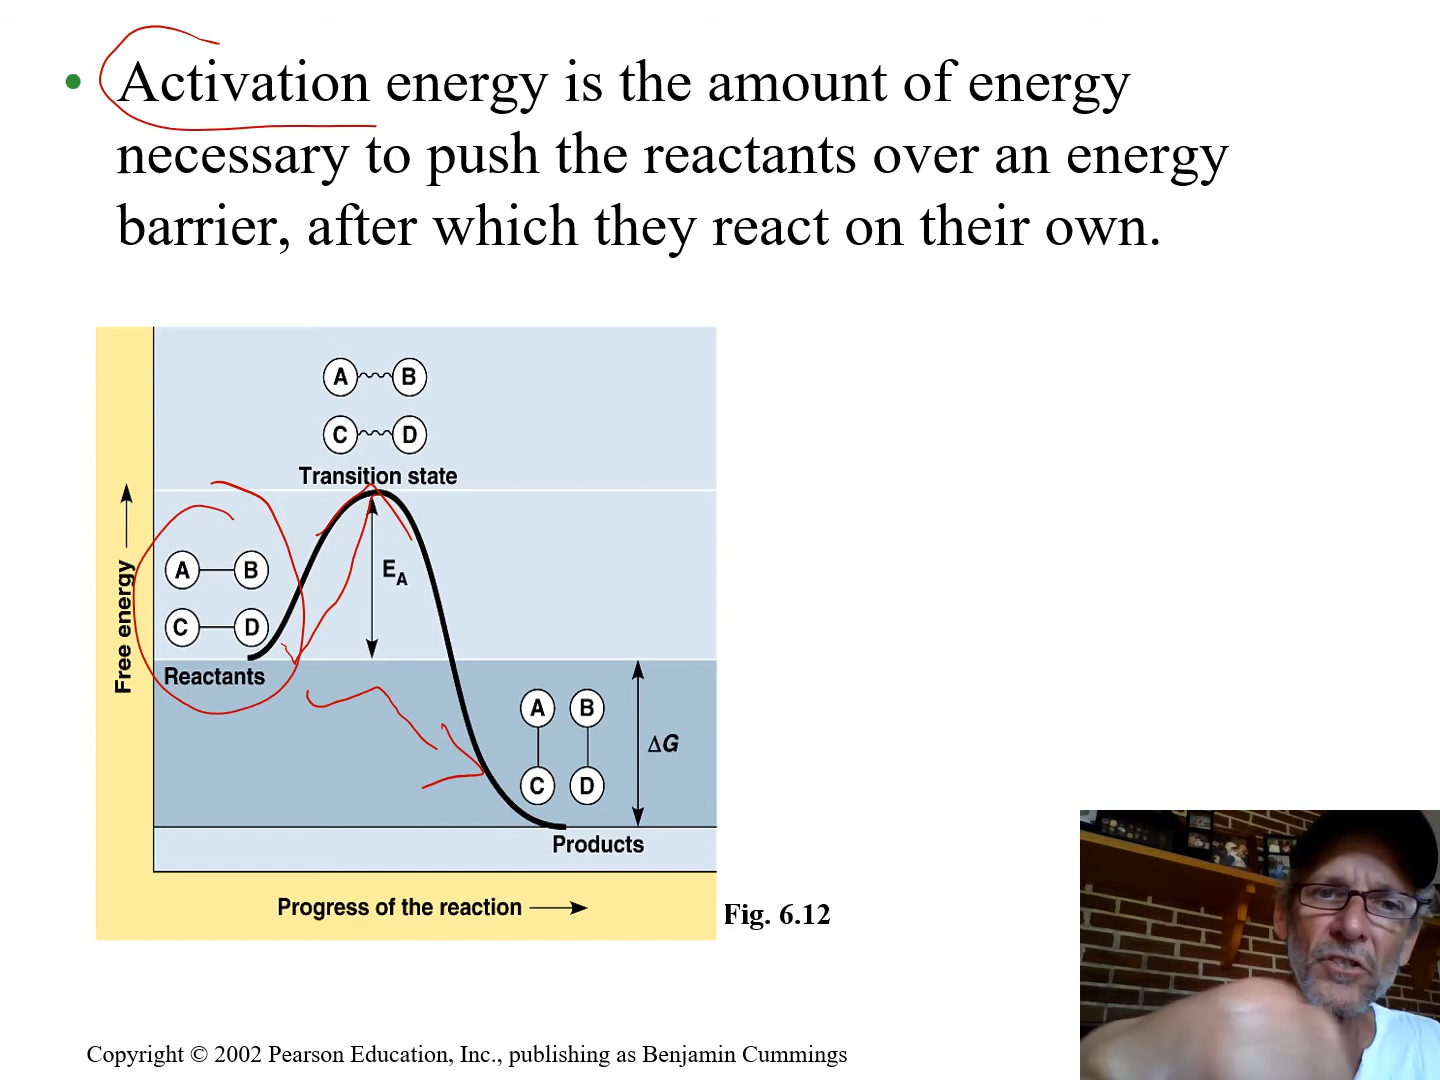 • Activation energy is the amount of energy
necessary to push the reactants over an energy
barrier, after which they react on their own.
A B
C D
Transition state
A B
C D
Reactants
E_A
Free energy →
A B
C D
ΔG
Products
Progress of the reaction →
Fig. 6.12
Copyright © 2002 Pearson Education, Inc., publishing as Benjamin Cummings